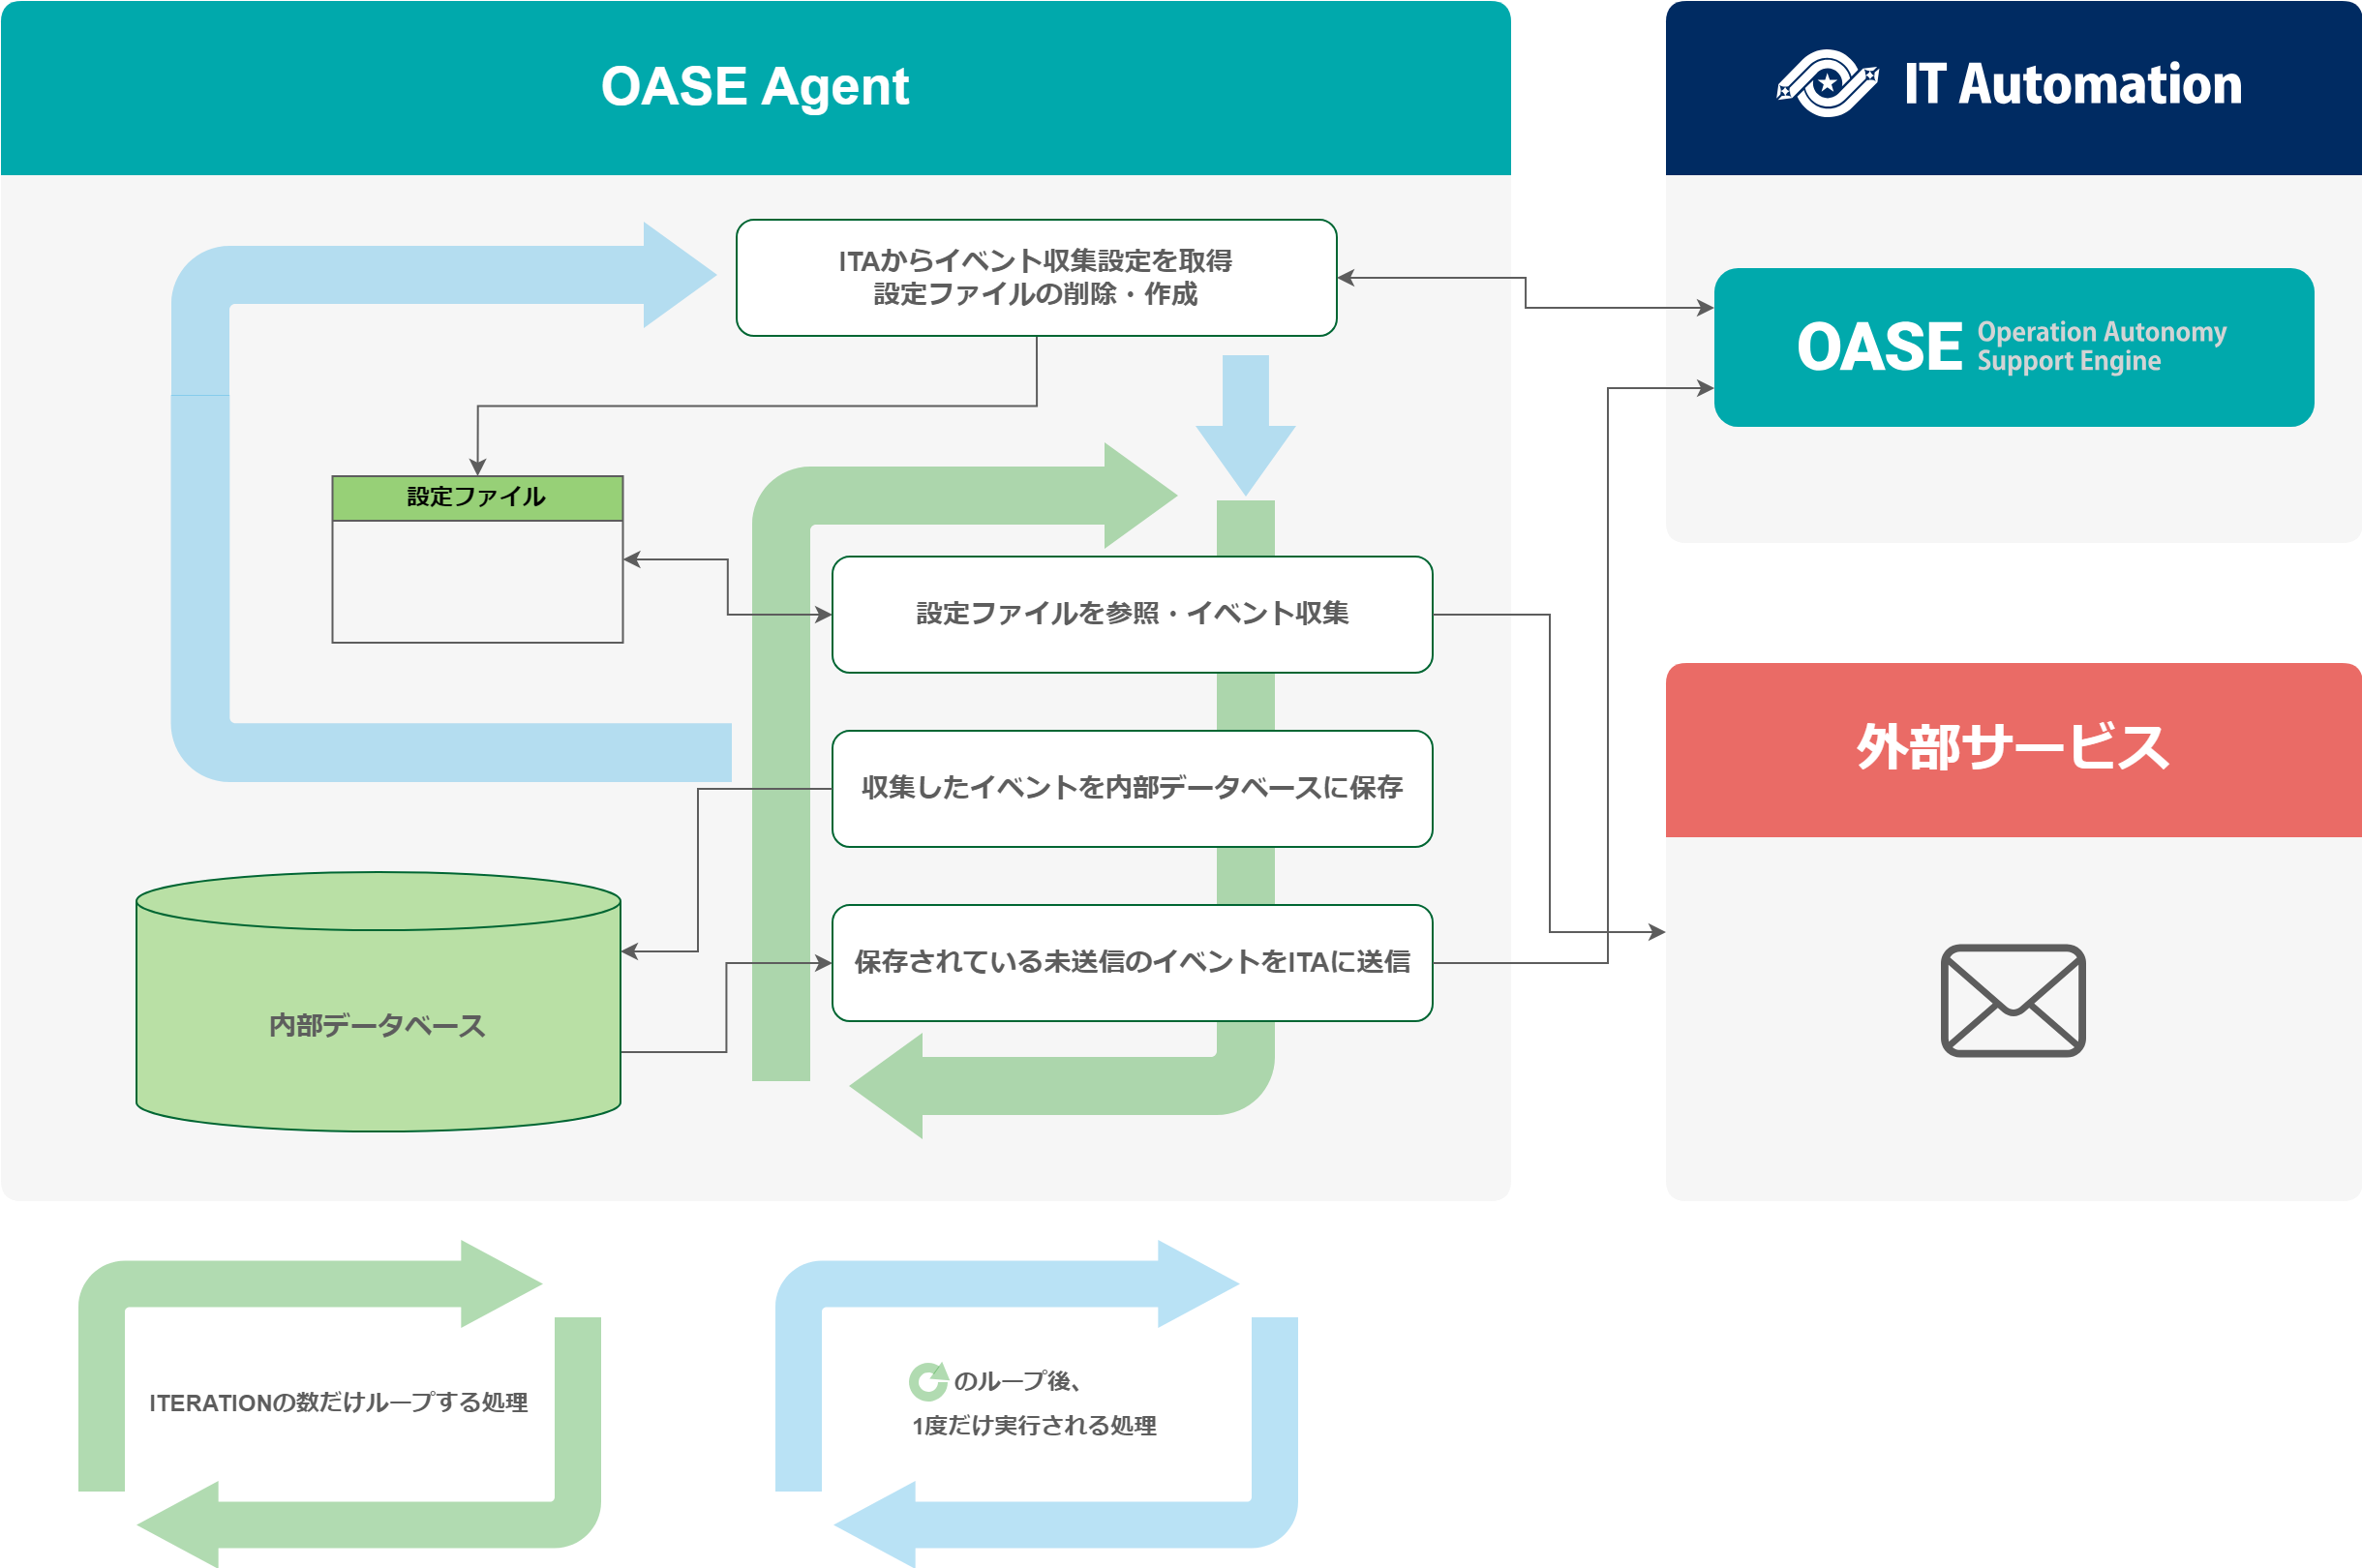 OASE Agent
IT Automation
ITAからイベント収集設定を取得
設定ファイルの削除・作成
OASE
Operation Autonomy
Support Engine
設定ファイル
設定ファイルを参照・イベント収集
外部サービス
収集したイベントを内部データベースに保存
保存されている未送信のイベントをITAに送信
内部データベース
ITERATIONの数だけループする処理
のループ後、
1度だけ実行される処理